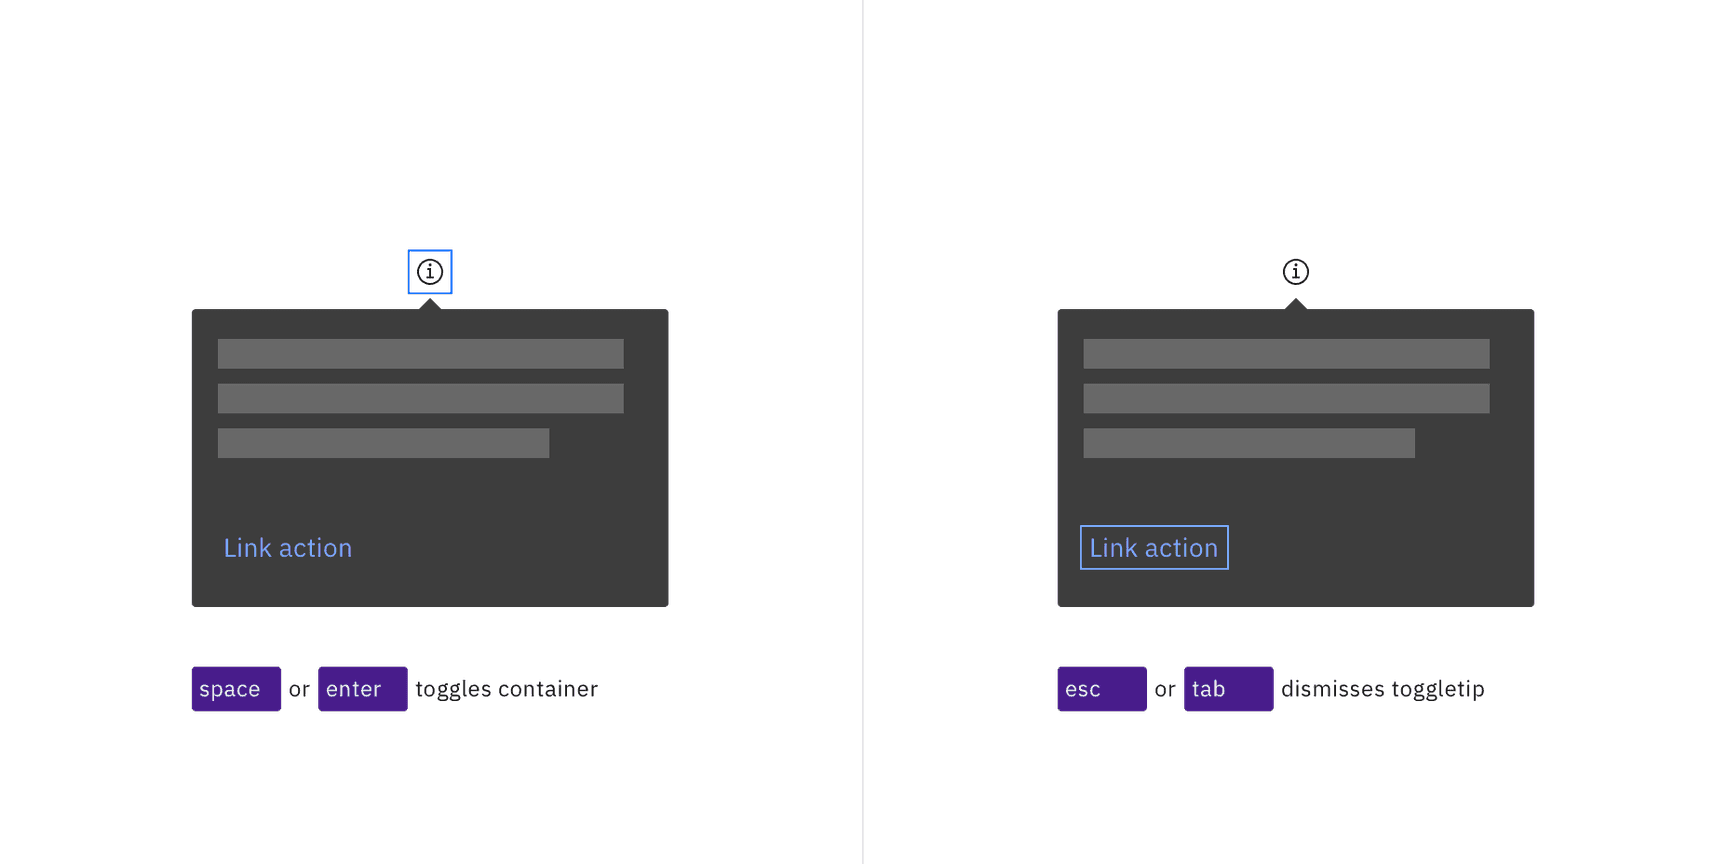 Link action
space or enter toggles container
Link action
esc or tab dismisses toggletip